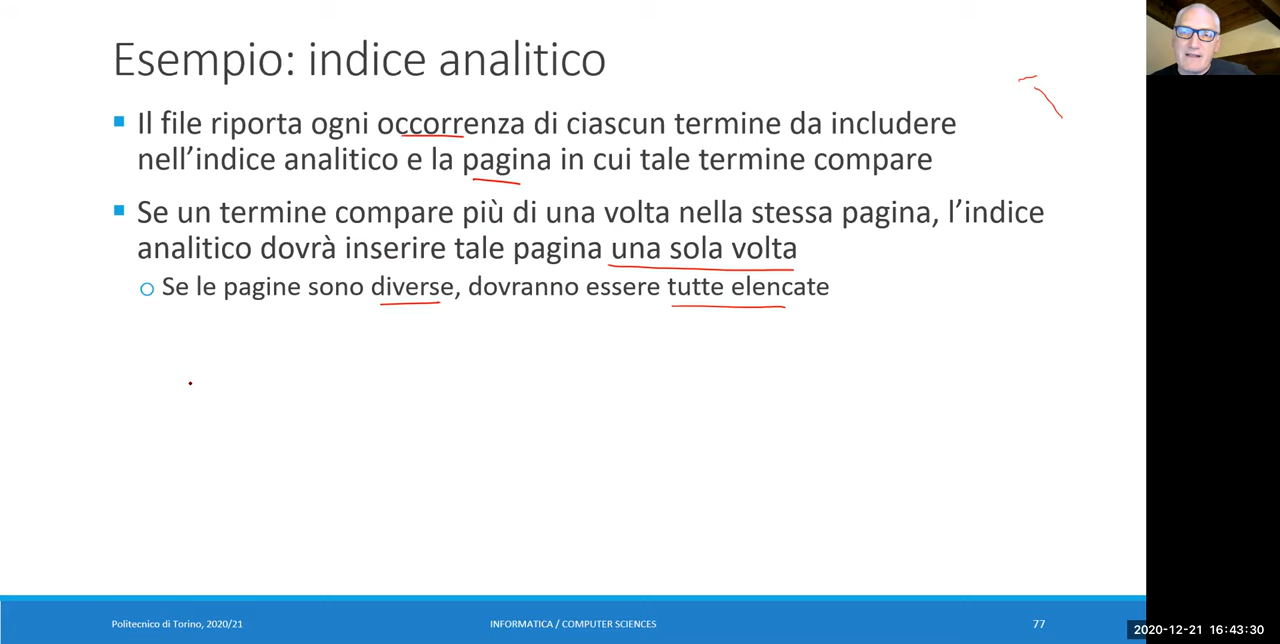 Esempio: indice analitico
Il file riporta ogni occorrenza di ciascun termine da includere
nell'indice analitico e la pagina in cui tale termine compare
Se un termine compare più di una volta nella stessa pagina, l'indice
analitico dovrà inserire tale pagina una sola volta
Se le pagine sono diverse, dovranno essere tutte elencate
Politecnico di Torino, 2020/21
INFORMATICA / COMPUTER SCIENCES
77
2020-12-21 16:43:30